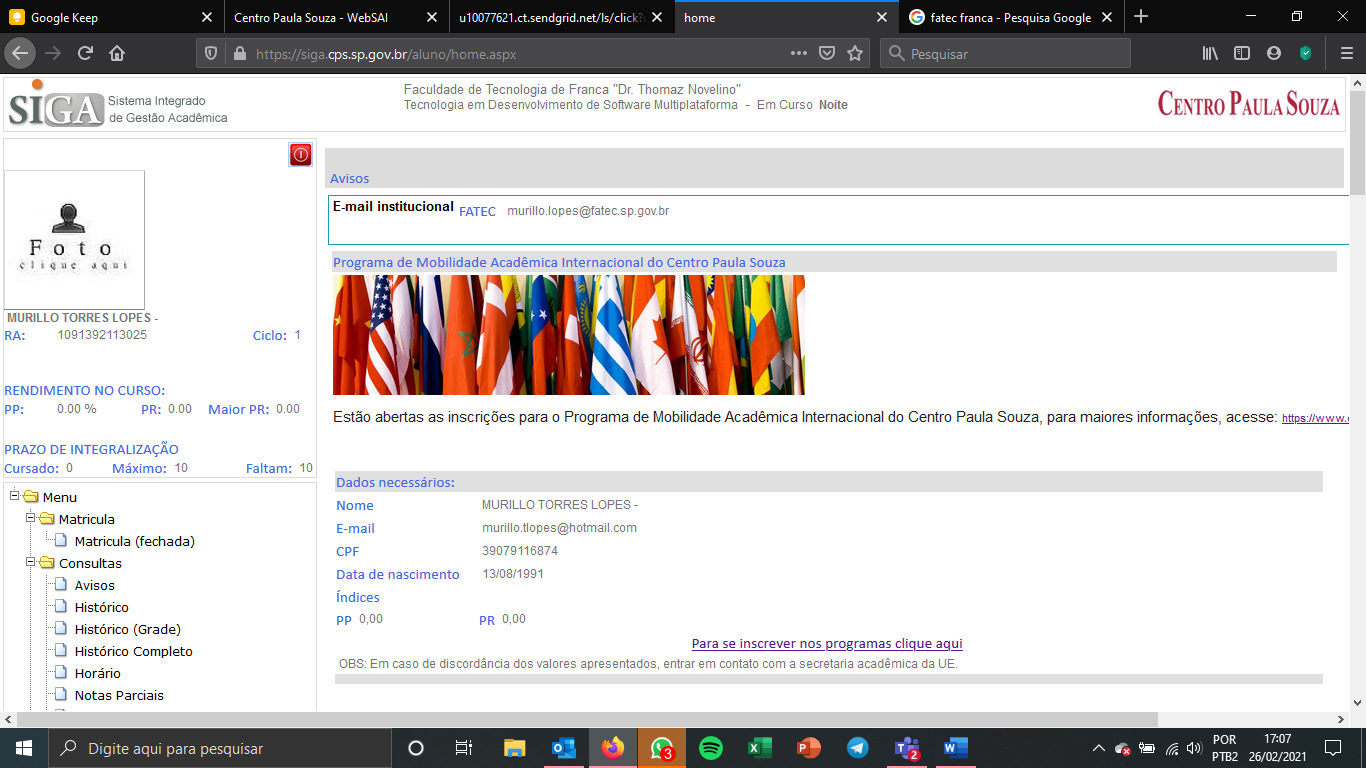 Google Keep
Centro Paula Souza - WebSAI
u10077621.ct.sendgrid.net/ls/click?
home
fatec franca - Pesquisa Google
https://siga.cps.sp.gov.br/aluno/home.aspx
Pesquisar
SIGA
Sistema Integrado
de Gestão Acadêmica
Faculdade de Tecnologia de Franca "Dr. Thomaz Novelino"
Tecnologia em Desenvolvimento de Software Multiplataforma - Em Curso Noite
CENTRO PAULA SOUZA
Foto
clique aqui
MURILLO TORRES LOPES -
RA: 1091392113025 Ciclo: 1
RENDIMENTO NO CURSO:
PP: 0.00 % PR: 0.00 Maior PR: 0.00
PRAZO DE INTEGRALIZAÇÃO
Cursado: 0 Máximo: 10 Faltam: 10
Menu
Matricula
Matricula (fechada)
Consultas
Avisos
Histórico
Histórico (Grade)
Histórico Completo
Horário
Notas Parciais
Avisos
E-mail institucional FATEC murillo.lopes@fatec.sp.gov.br
Programa de Mobilidade Acadêmica Internacional do Centro Paula Souza
Estão abertas as inscrições para o Programa de Mobilidade Acadêmica Internacional do Centro Paula Souza, para maiores informações, acesse: https://www.
Dados necessários:
Nome MURILLO TORRES LOPES -
E-mail murillo.tlopes@hotmail.com
CPF 39079116874
Data de nascimento 13/08/1991
Índices
PP 0,00 PR 0,00
Para se inscrever nos programas clique aqui
OBS: Em caso de discordância dos valores apresentados, entrar em contato com a secretaria acadêmica da UE.
Digite aqui para pesquisar
3
2
POR
PTB2
17:07
26/02/2021